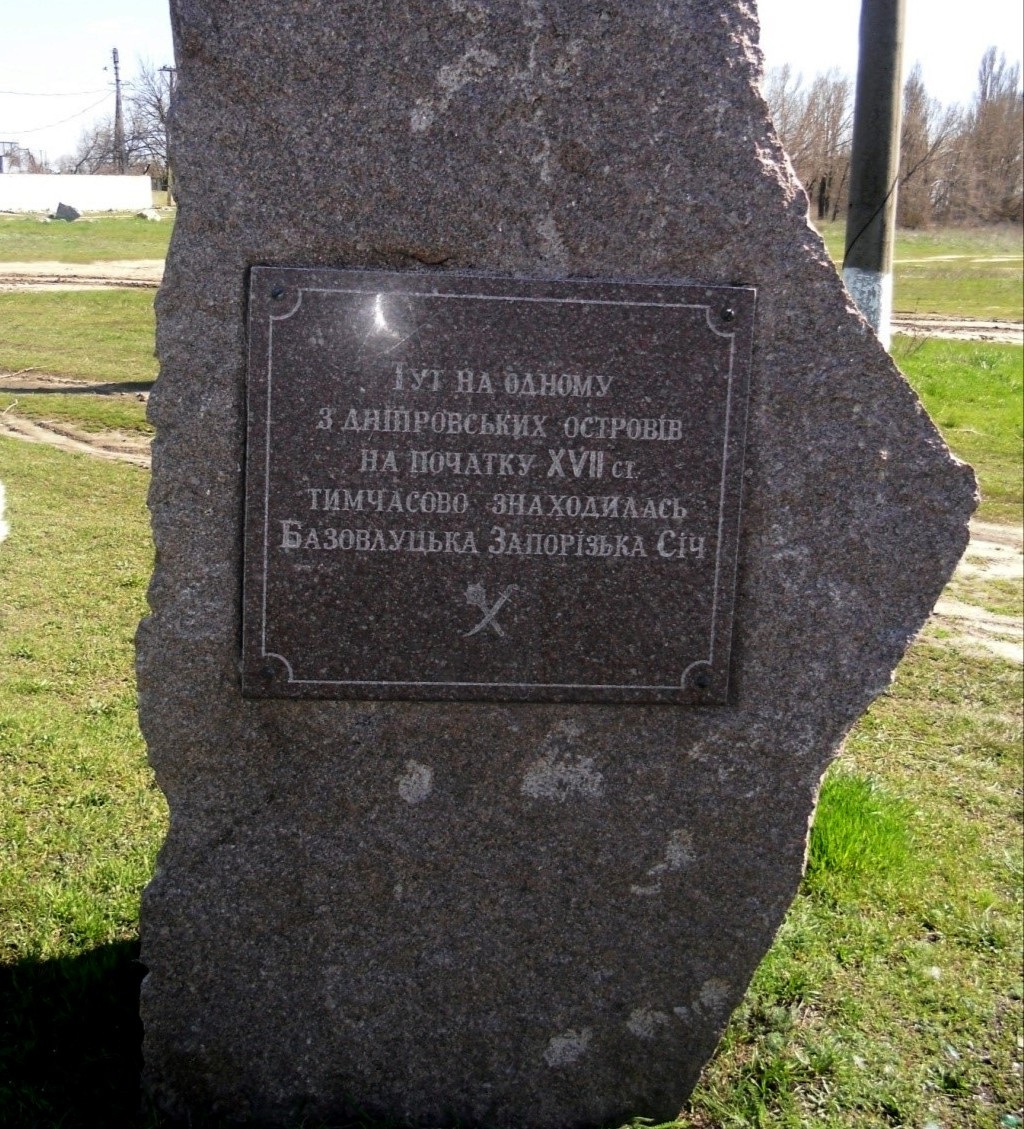 Тут на одному
з дніпровських островів
на початку XVII ст.
тимчасово знаходилась
Базовлуцька Запорізька Січ